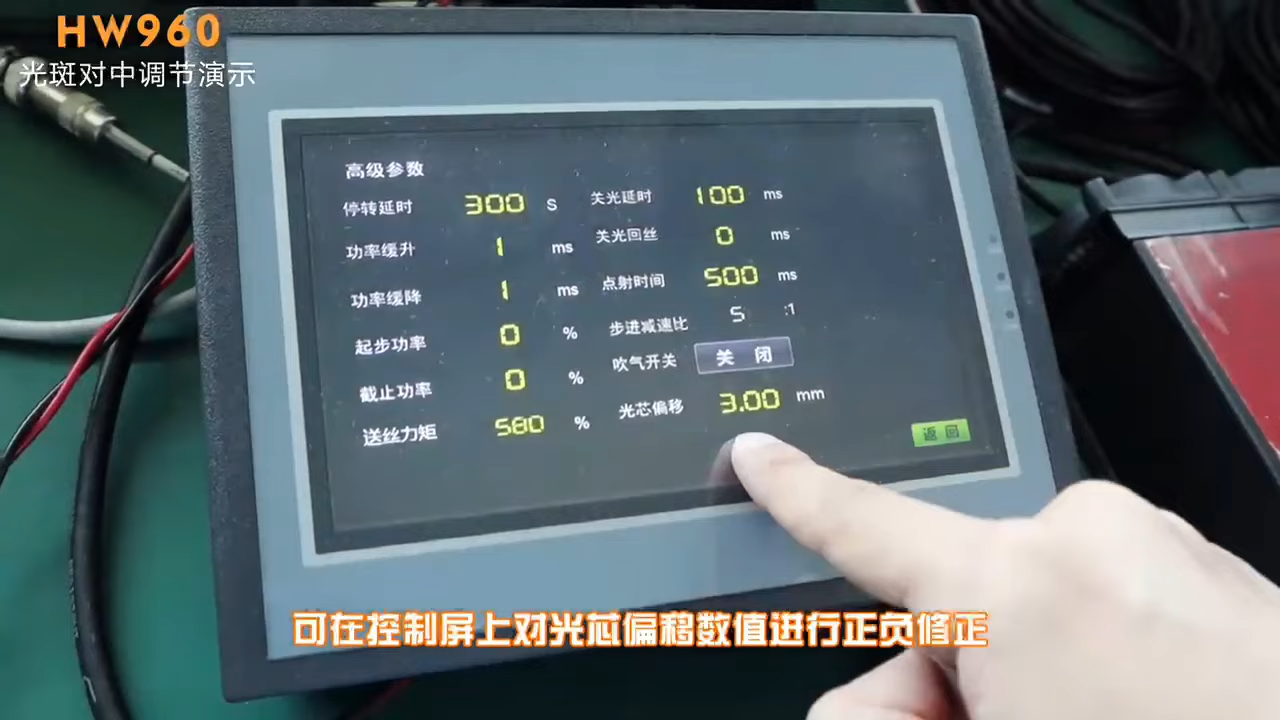 HW960
光斑对中调节演示
高级参数
停转延时 300 S 关光延时 100 ms
功率缓升 1 ms 关光回丝 0 ms
功率缓降 1 ms 点射时间 500 ms
起步功率 0 % 步进减速比 5 :1
截止功率 0 % 吹气开关 关 闭
送丝力矩 580 % 光芯偏移 3.00 mm
返回
可在控制屏上对光芯偏移数值进行正负修正